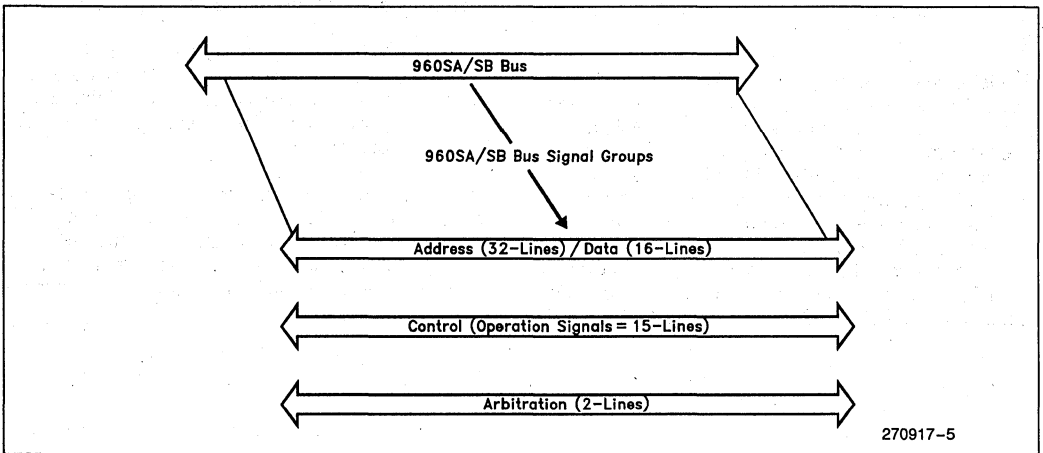 960SA/SB Bus
960SA/SB Bus Signal Groups
Address (32-Lines)/Data (16-Lines)
Control (Operation Signals = 15-Lines)
Arbitration (2-Lines)
270917-5